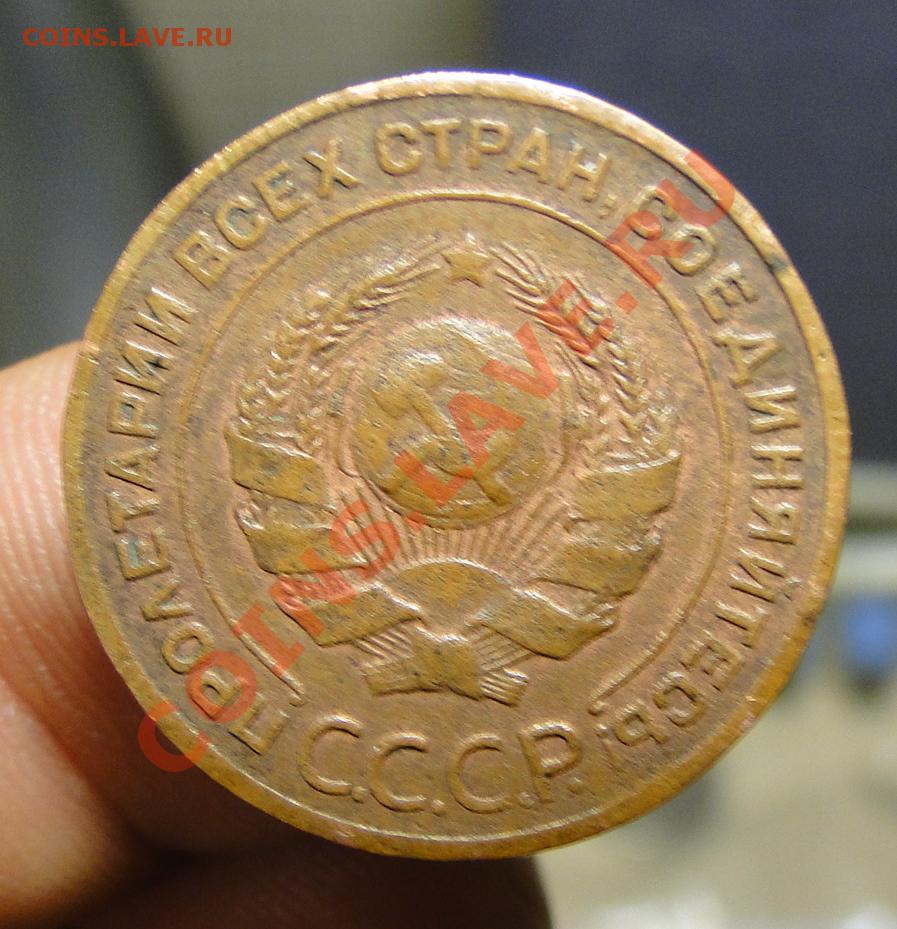 COINS.LAVE.RU
ПРОЛЕТАРИИ ВСЕХ СТРАН, СОЕДИНЯЙТЕСЬ!
С.С.С.Р.
COINS.LAVE.RU